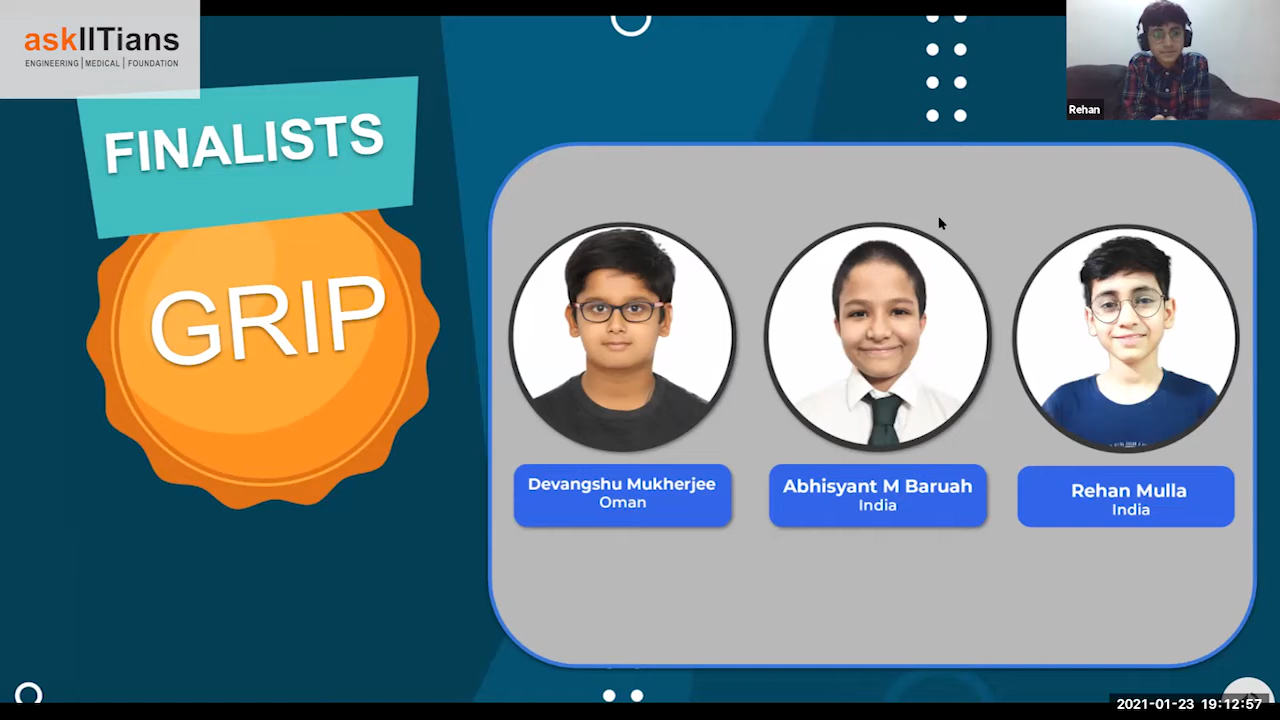 askIITians
ENGINEERING | MEDICAL | FOUNDATION
FINALISTS
GRIP
Rehan
Devangshu Mukherjee
Oman
Abhisyant M Baruah
India
Rehan Mulla
India
2021-01-23 19:12:57